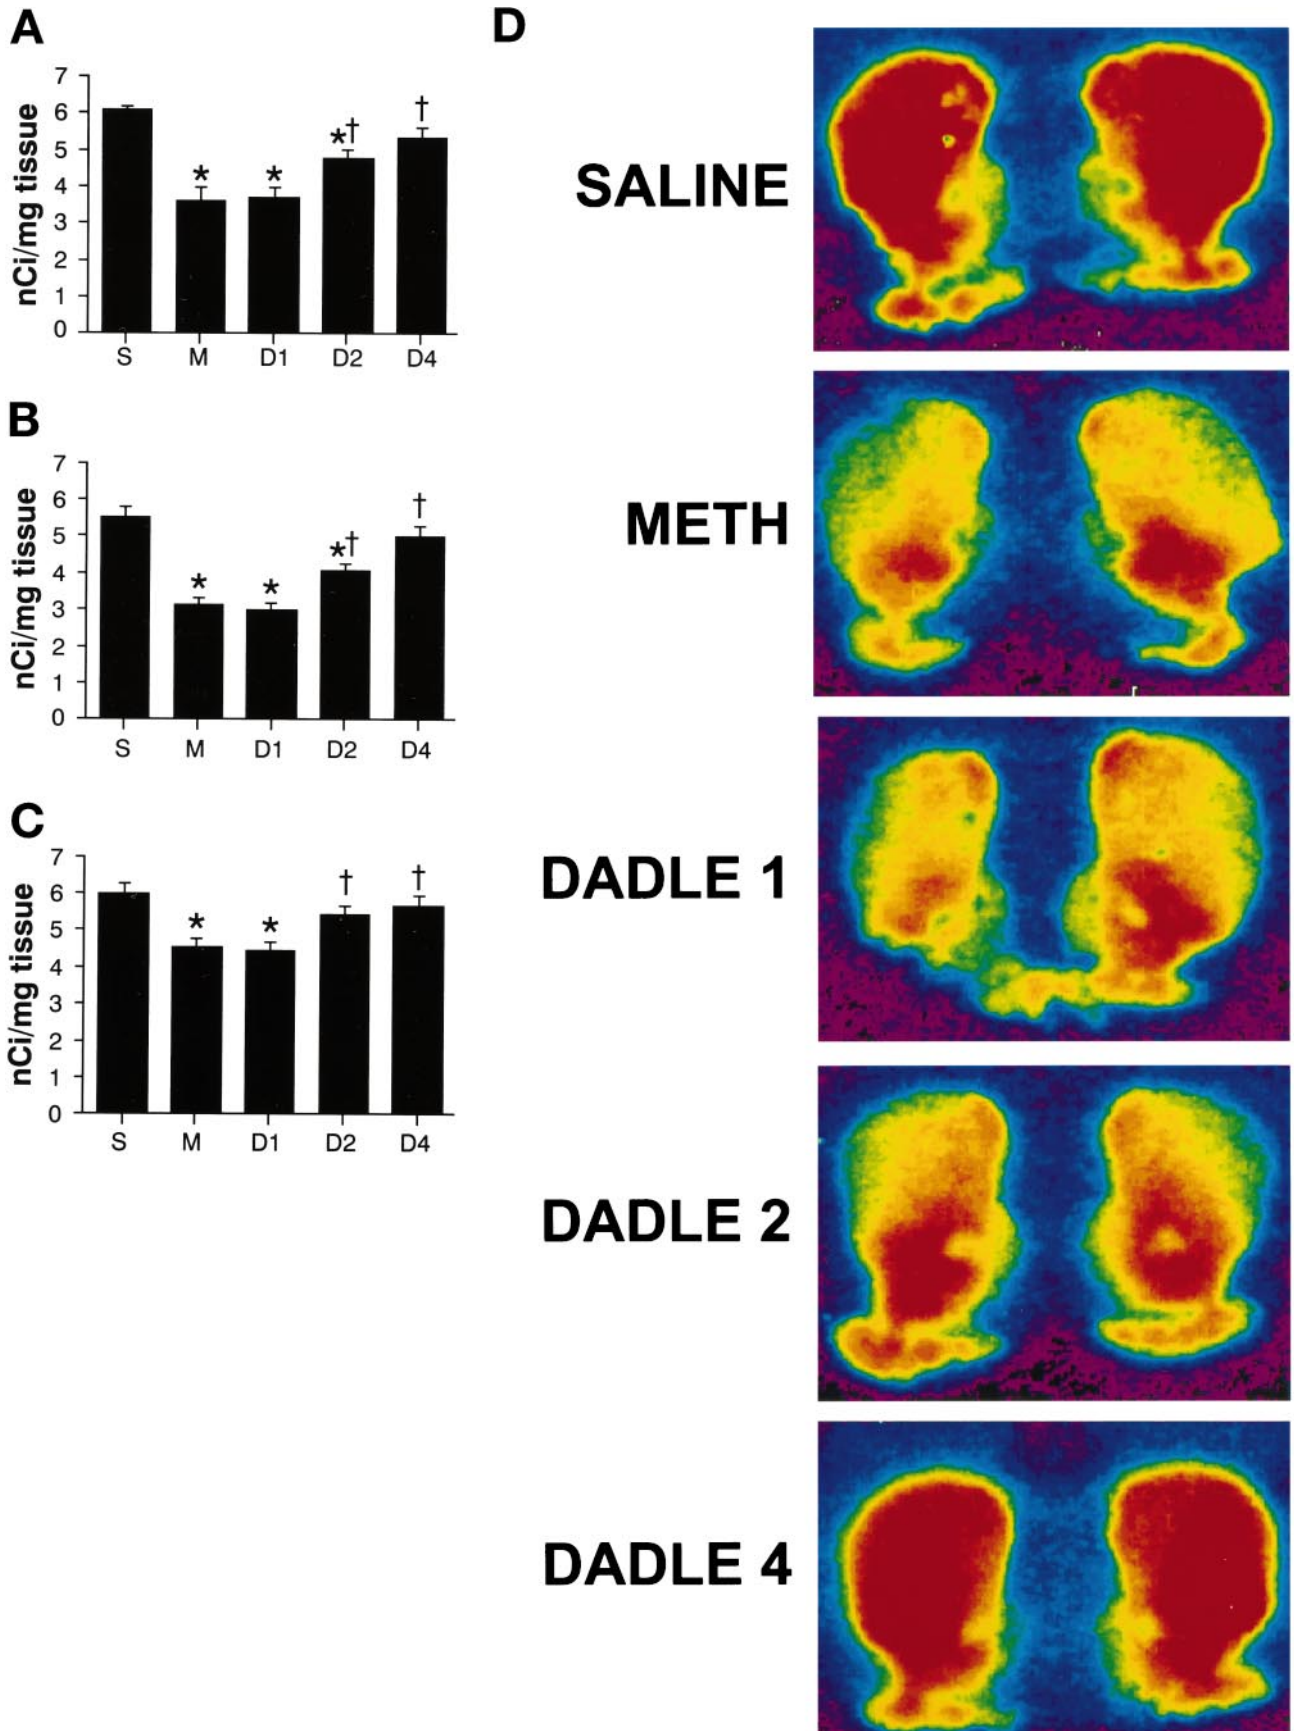 A
nCi/mg tissue
7
6
5
4
3
2
1
0
*
*
*†
†
S M D1 D2 D4
B
nCi/mg tissue
7
6
5
4
3
2
1
0
*
*
*†
†
S M D1 D2 D4
C
nCi/mg tissue
7
6
5
4
3
2
1
0
*
*
†
†
S M D1 D2 D4
D
SALINE
METH
DADLE 1
DADLE 2
DADLE 4